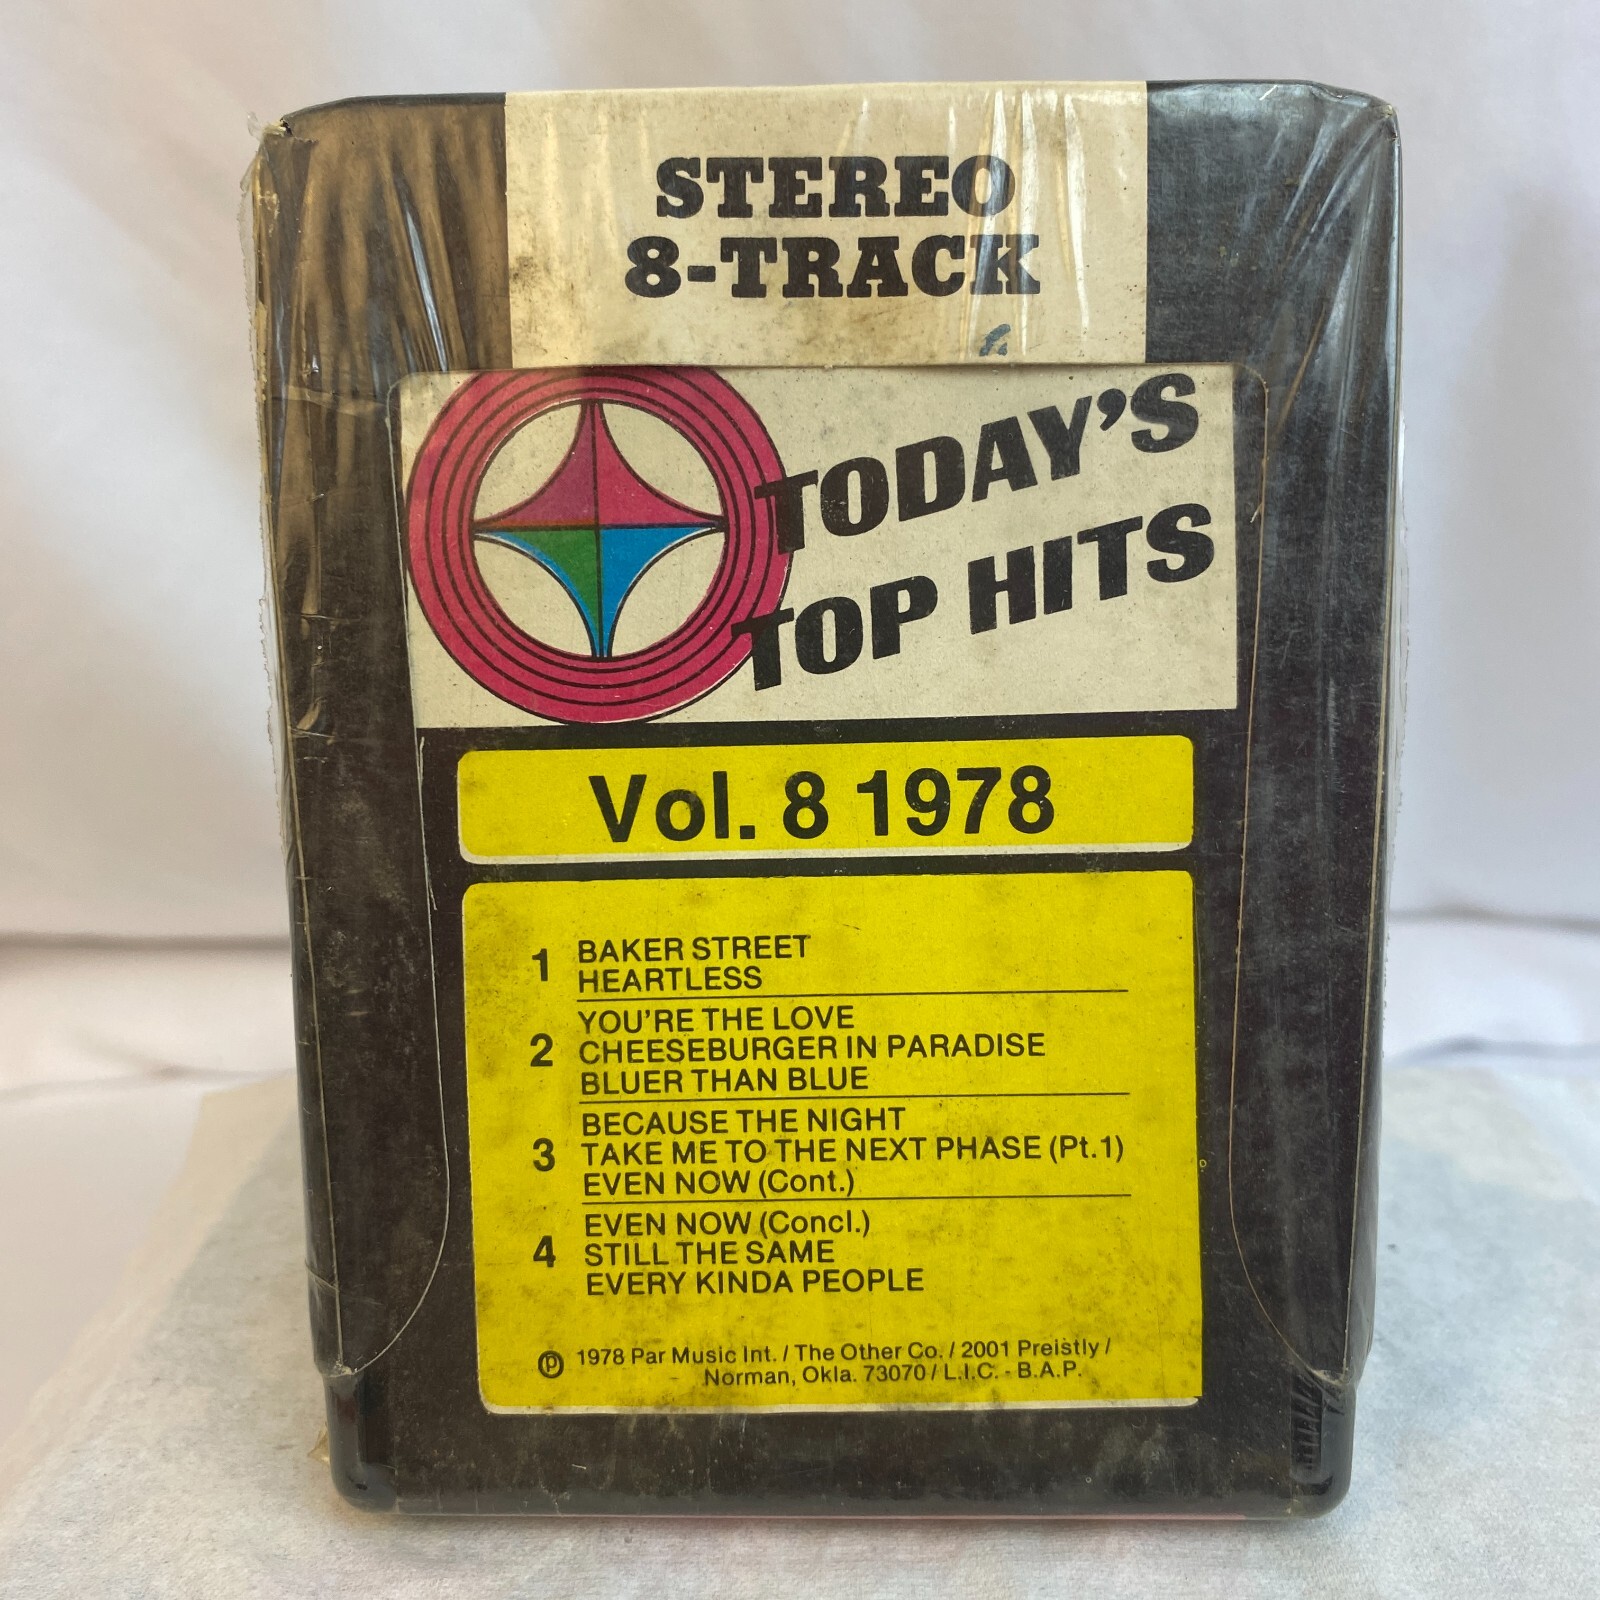 STEREO
8-TRACK
TODAY'S
TOP HITS
Vol. 8 1978
1 BAKER STREET
HEARTLESS
YOU'RE THE LOVE
2 CHEESEBURGER IN PARADISE
BLUER THAN BLUE
BECAUSE THE NIGHT
3 TAKE ME TO THE NEXT PHASE (Pt.1)
EVEN NOW (Cont.)
EVEN NOW (Concl.)
4 STILL THE SAME
EVERY KINDA PEOPLE
℗ 1978 Par Music Int. / The Other Co. / 2001 Preistly /
Norman, Okla. 73070 / L.I.C. - B.A.P.